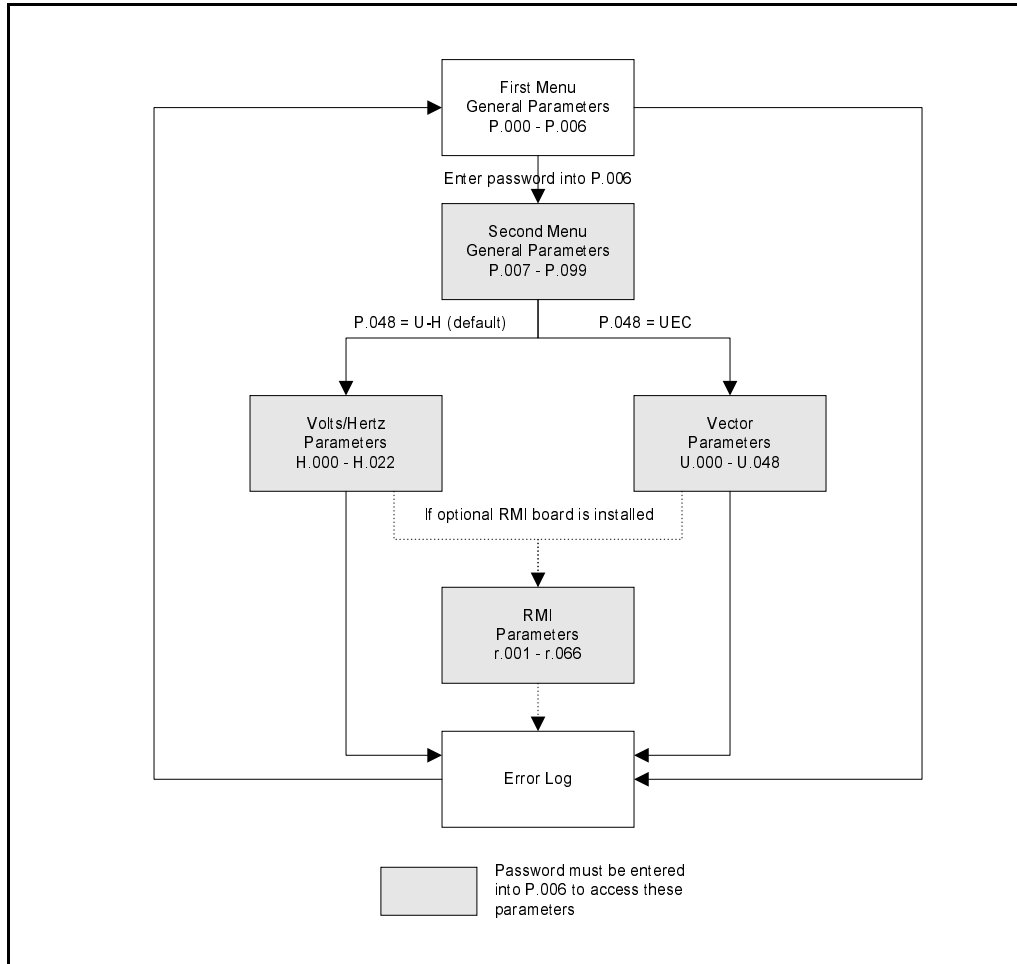 First Menu
General Parameters
P.000 - P.006
Enter password into P.006
Second Menu
General Parameters
P.007 - P.099
P.048 = U-H (default)
P.048 = UEC
Volts/Hertz
Parameters
H.000 - H.022
Vector
Parameters
U.000 - U.048
If optional RMI board is installed
RMI
Parameters
r.001 - r.066
Error Log
Password must be entered
into P.006 to access these
parameters